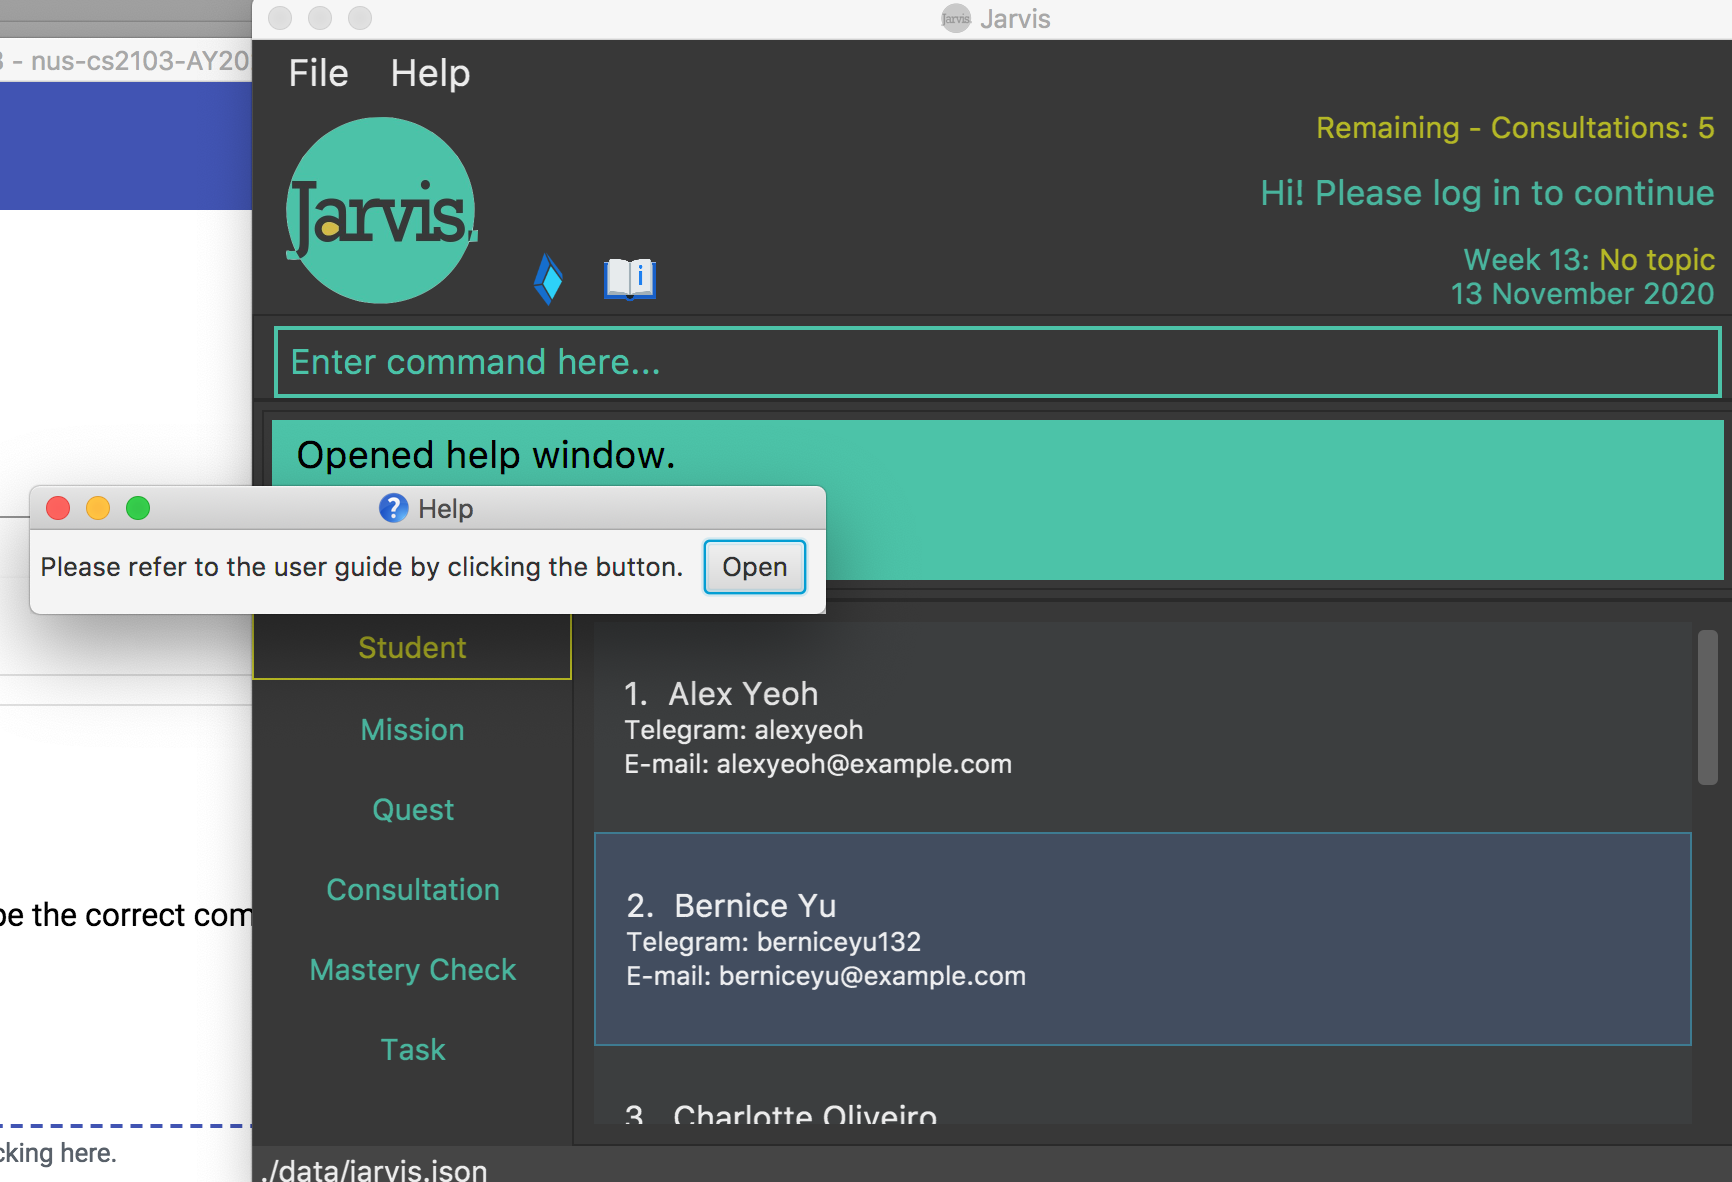 Jarvis
- nus-cs2103-AY20
File Help
Remaining - Consultations: 5
Jarvis.
Hi! Please log in to continue
Week 13: No topic
13 November 2020
Enter command here...
Opened help window.
Help
Please refer to the user guide by clicking the button. Open
Student
Mission
Quest
Consultation
Mastery Check
Task
1. Alex Yeoh
Telegram: alexyeoh
E-mail: alexyeoh@example.com
2. Bernice Yu
Telegram: berniceyu132
E-mail: berniceyu@example.com
3. Charlotte Oliveiro
be the correct com
cking here.
./data/jarvis.json